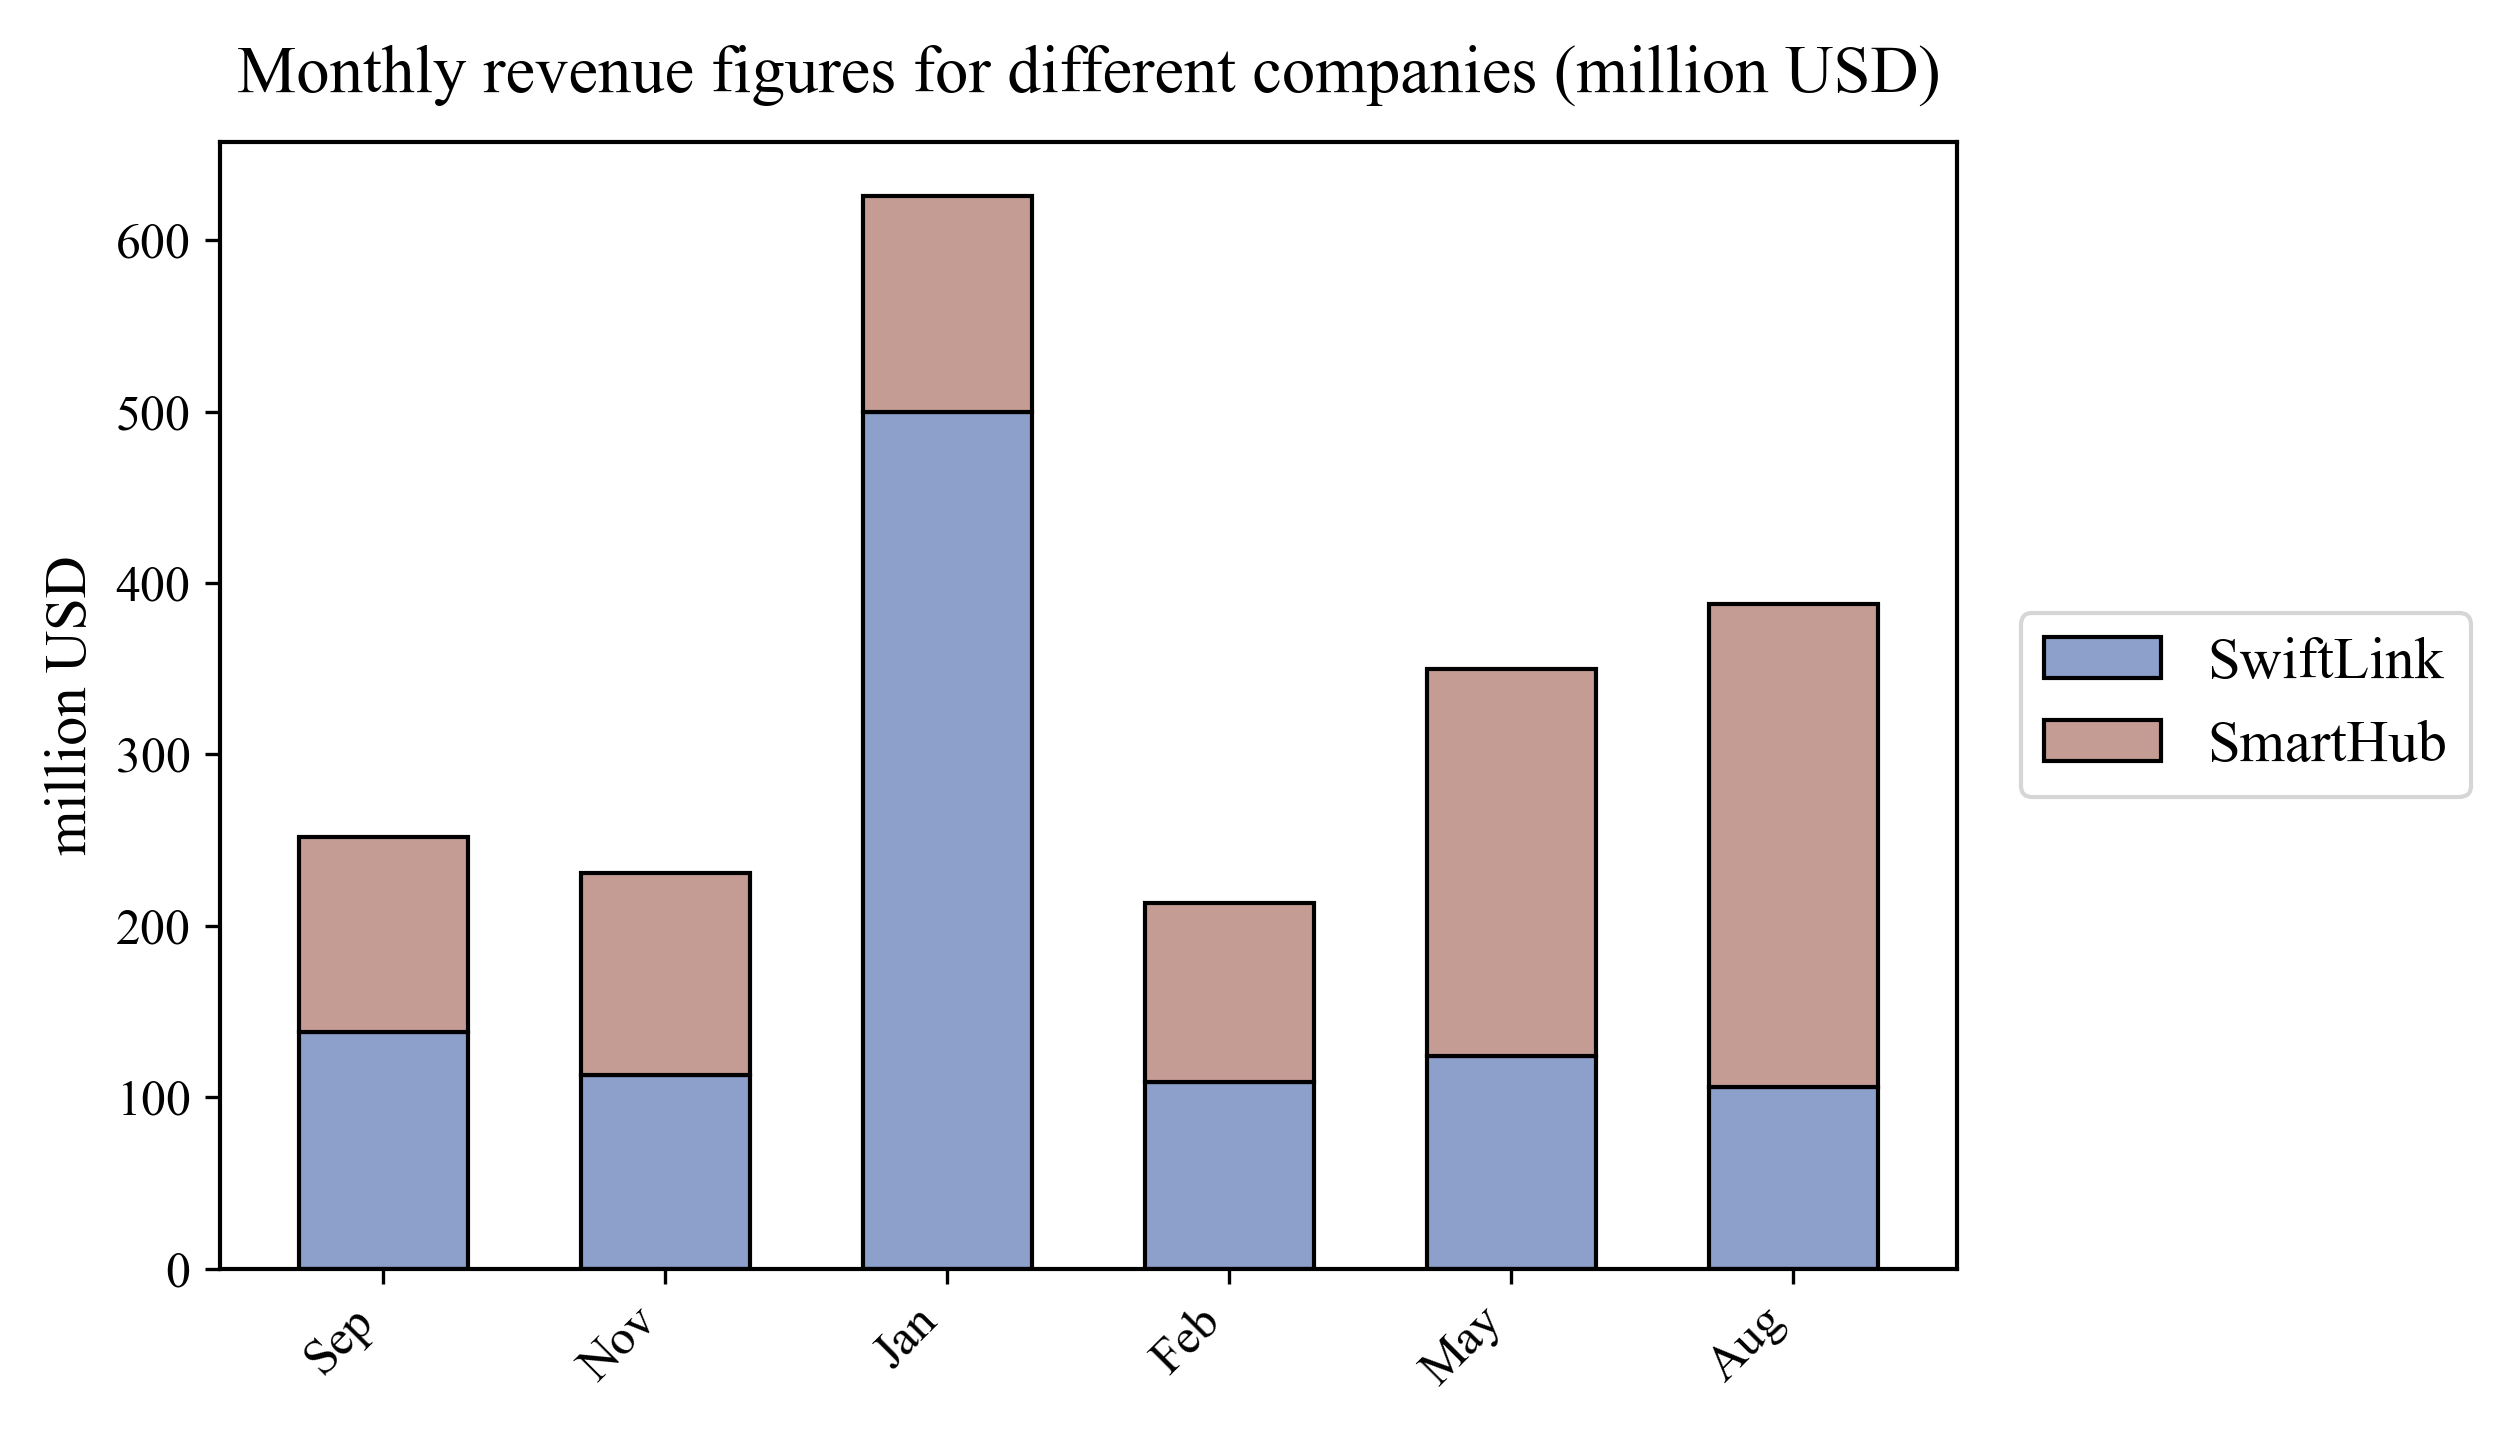 Monthly revenue figures for different companies (million USD)
million USD
600
500
400
300
200
100
0
Sep
Nov
Jan
Feb
May
Aug
SwiftLink
SmartHub